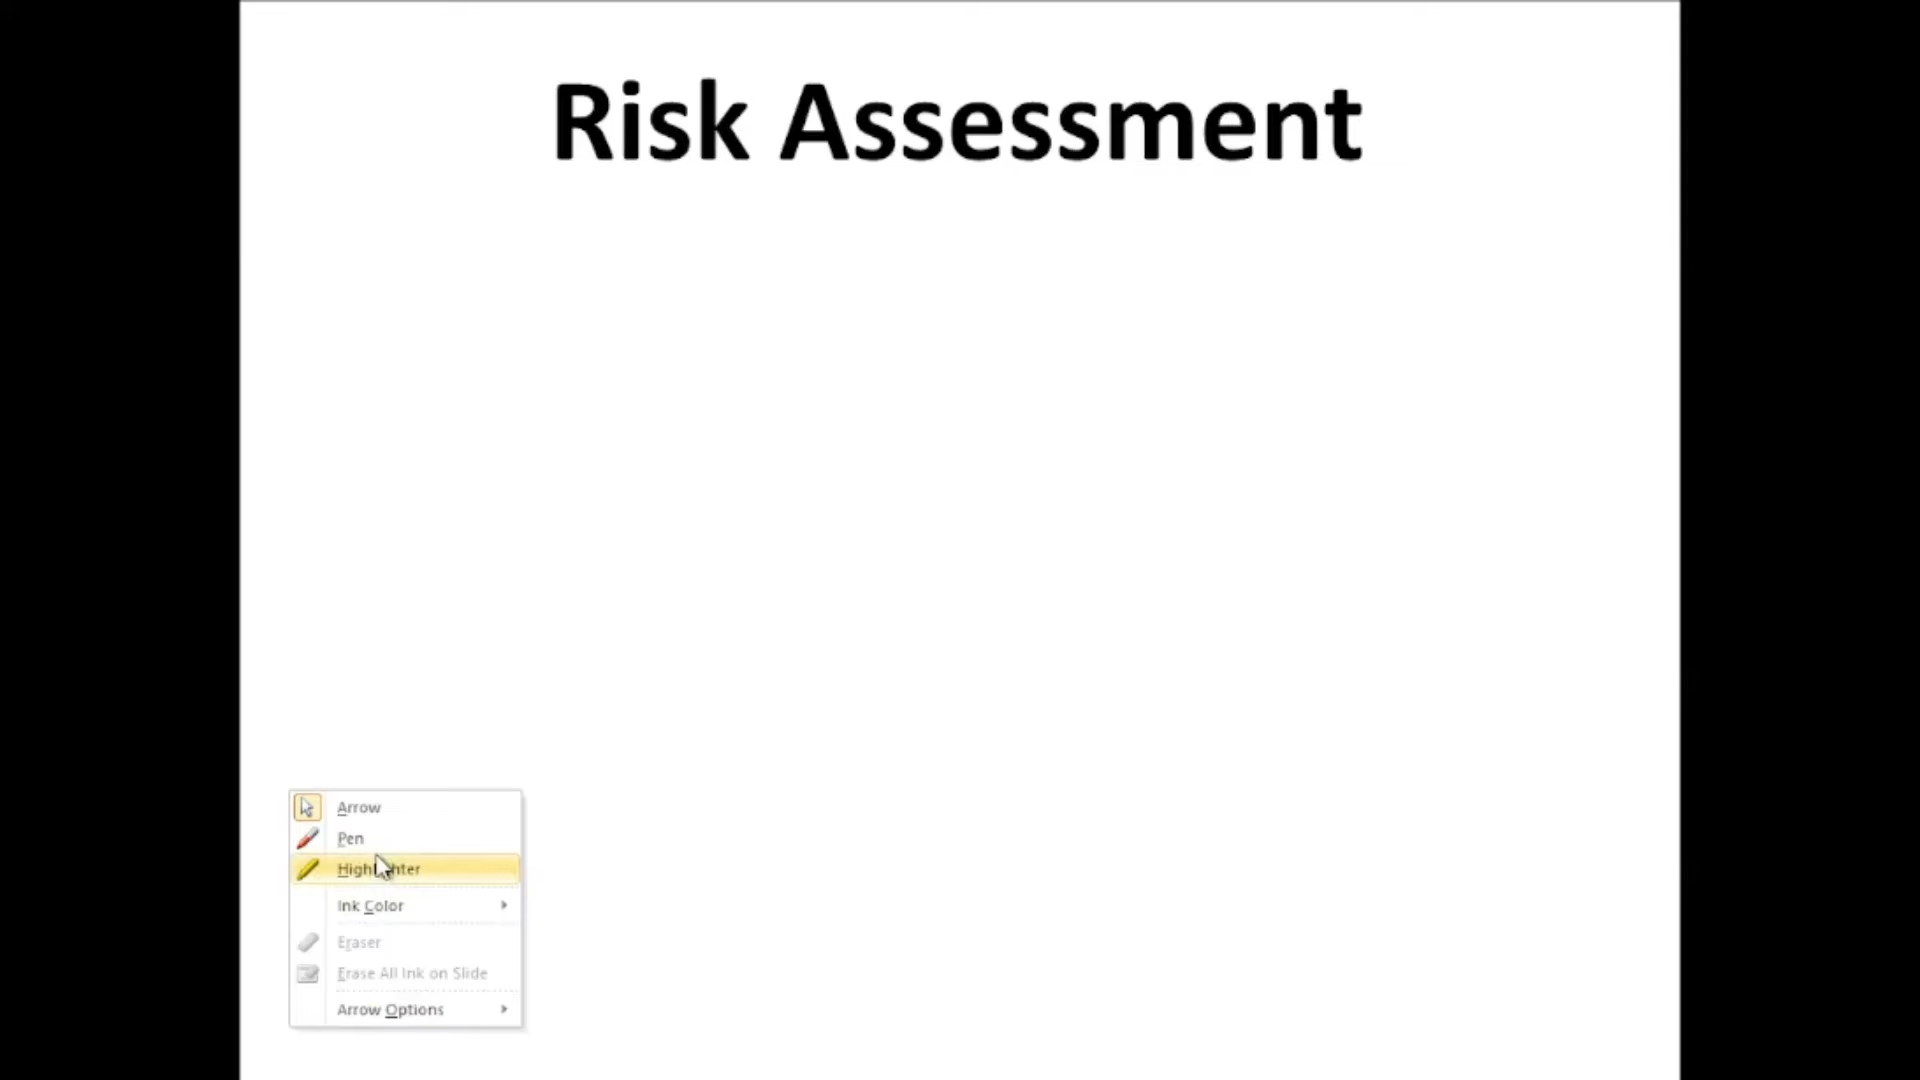 Risk Assessment
Arrow
Pen
Highlighter
Ink Color
Eraser
Erase All Ink on Slide
Arrow Options